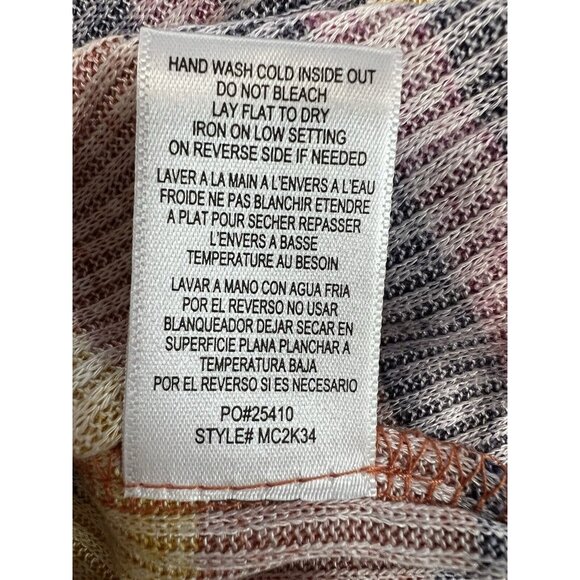 HAND WASH COLD INSIDE OUT
DO NOT BLEACH
LAY FLAT TO DRY
IRON ON LOW SETTING
ON REVERSE SIDE IF NEEDED
LAVER A LA MAIN A L'ENVERS A L'EAU
FROIDE NE PAS BLANCHIR ETENDRE
A PLAT POUR SECHER REPASSER
L'ENVERS A BASSE
TEMPERATURE AU BESOIN
LAVAR A MANO CON AGUA FRIA
POR EL REVERSO NO USAR
BLANQUEADOR DEJAR SECAR EN
SUPERFICIE PLANA PLANCHAR A
TEMPERATURA BAJA
POR EL REVERSO SI ES NECESARIO
PO#25410
STYLE# MC2K34